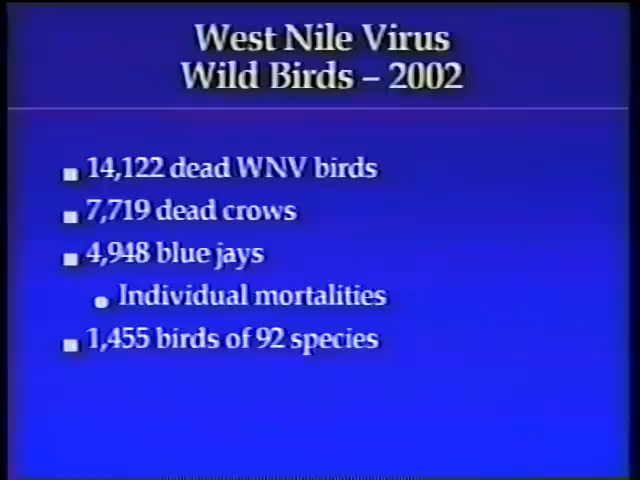 West Nile Virus
Wild Birds – 2002
14,122 dead WNV birds
7,719 dead crows
4,948 blue jays
Individual mortalities
1,455 birds of 92 species